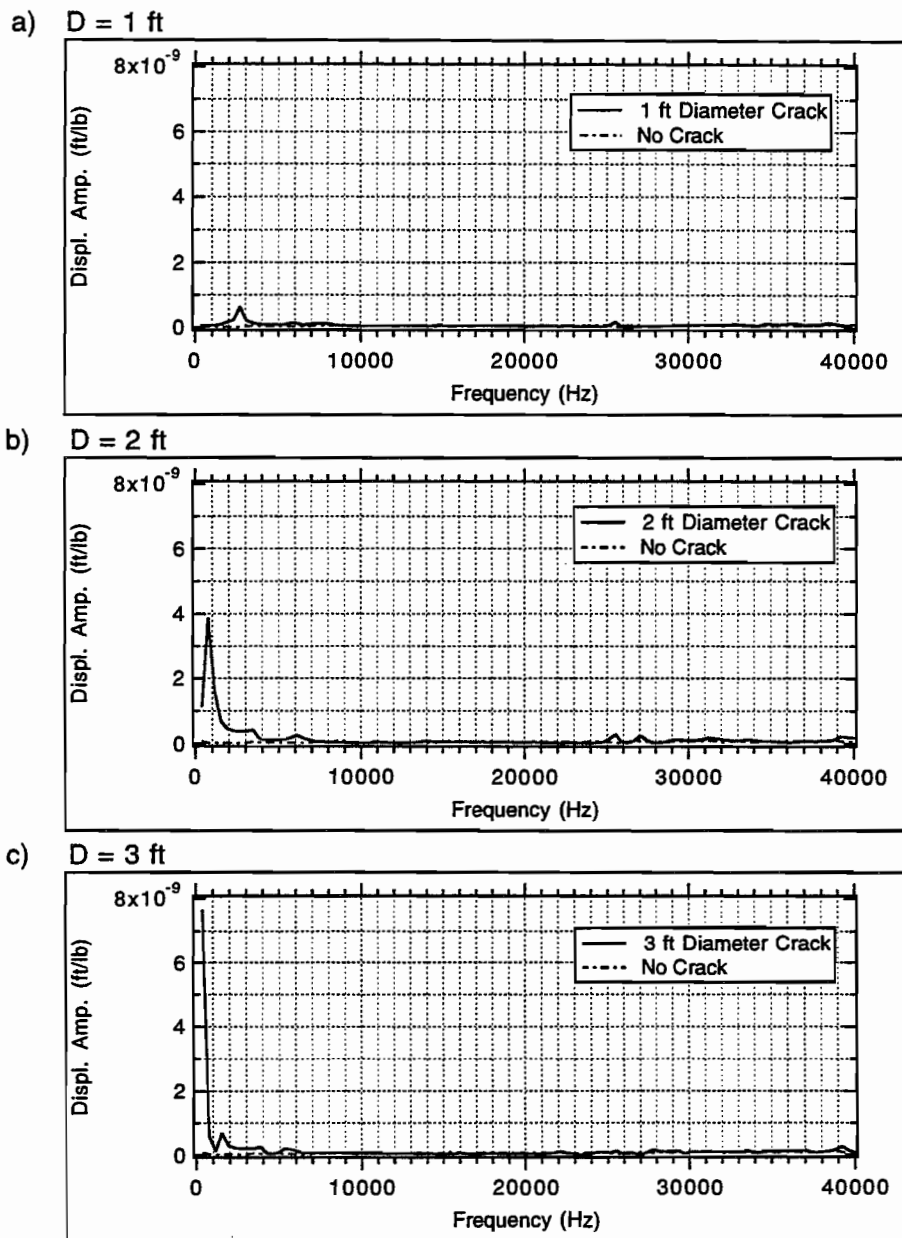 a) D = 1 ft
8x10⁻⁹
6
4
2
0
Displ. Amp. (ft/lb)
1 ft Diameter Crack
No Crack
0 10000 20000 30000 40000
Frequency (Hz)
b) D = 2 ft
8x10⁻⁹
6
4
2
0
Displ. Amp. (ft/lb)
2 ft Diameter Crack
No Crack
0 10000 20000 30000 40000
Frequency (Hz)
c) D = 3 ft
8x10⁻⁹
6
4
2
0
Displ. Amp. (ft/lb)
3 ft Diameter Crack
No Crack
0 10000 20000 30000 40000
Frequency (Hz)